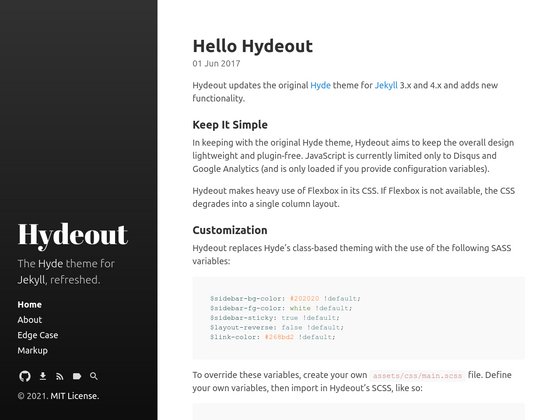 Hydeout
The Hyde theme for
Jekyll, refreshed.
Home
About
Edge Case
Markup
© 2021. MIT License.
Hello Hydeout
01 Jun 2017
Hydeout updates the original Hyde theme for Jekyll 3.x and 4.x and adds new
functionality.
Keep It Simple
In keeping with the original Hyde theme, Hydeout aims to keep the overall design
lightweight and plugin-free. JavaScript is currently limited only to Disqus and
Google Analytics (and is only loaded if you provide configuration variables).
Hydeout makes heavy use of Flexbox in its CSS. If Flexbox is not available, the CSS
degrades into a single column layout.
Customization
Hydeout replaces Hyde's class-based theming with the use of the following SASS
variables:
$sidebar-bg-color: #202020 !default;
$sidebar-fg-color: white !default;
$sidebar-sticky: true !default;
$layout-reverse: false !default;
$link-color: #268bd2 !default;
To override these variables, create your own assets/css/main.scss file. Define
your own variables, then import in Hydeout's SCSS, like so: